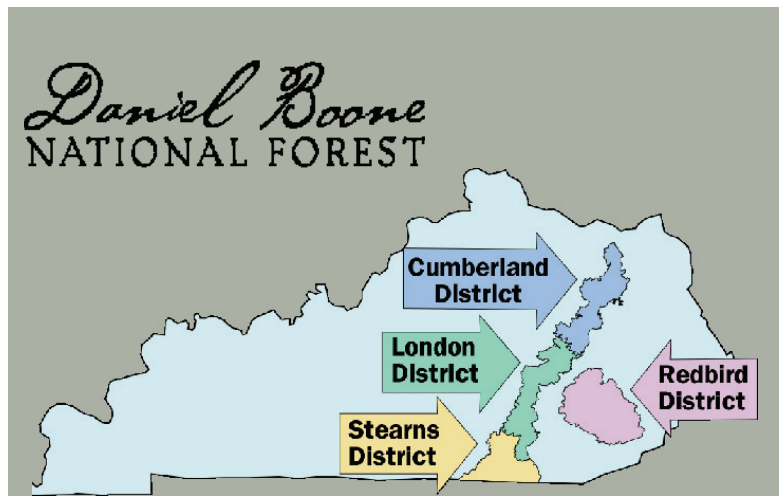 Daniel Boone
NATIONAL FOREST
Cumberland
District
London
District
Redbird
District
Stearns
District